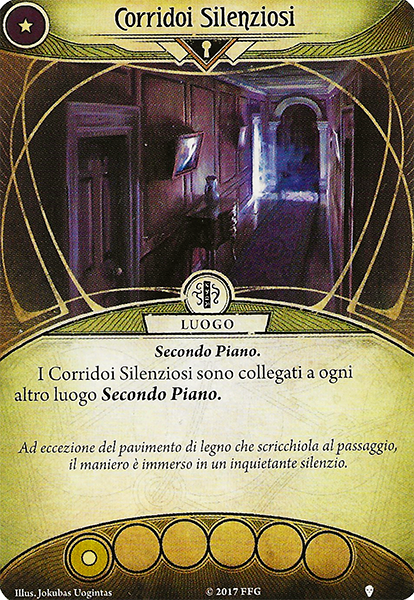 Corridoi Silenziosi
LUOGO
Secondo Piano.
I Corridoi Silenziosi sono collegati a ogni
altro luogo Secondo Piano.
Ad eccezione del pavimento di legno che scricchiola al passaggio,
il maniero è immerso in un inquietante silenzio.
Illus. Jokubas Uogintas
© 2017 FFG